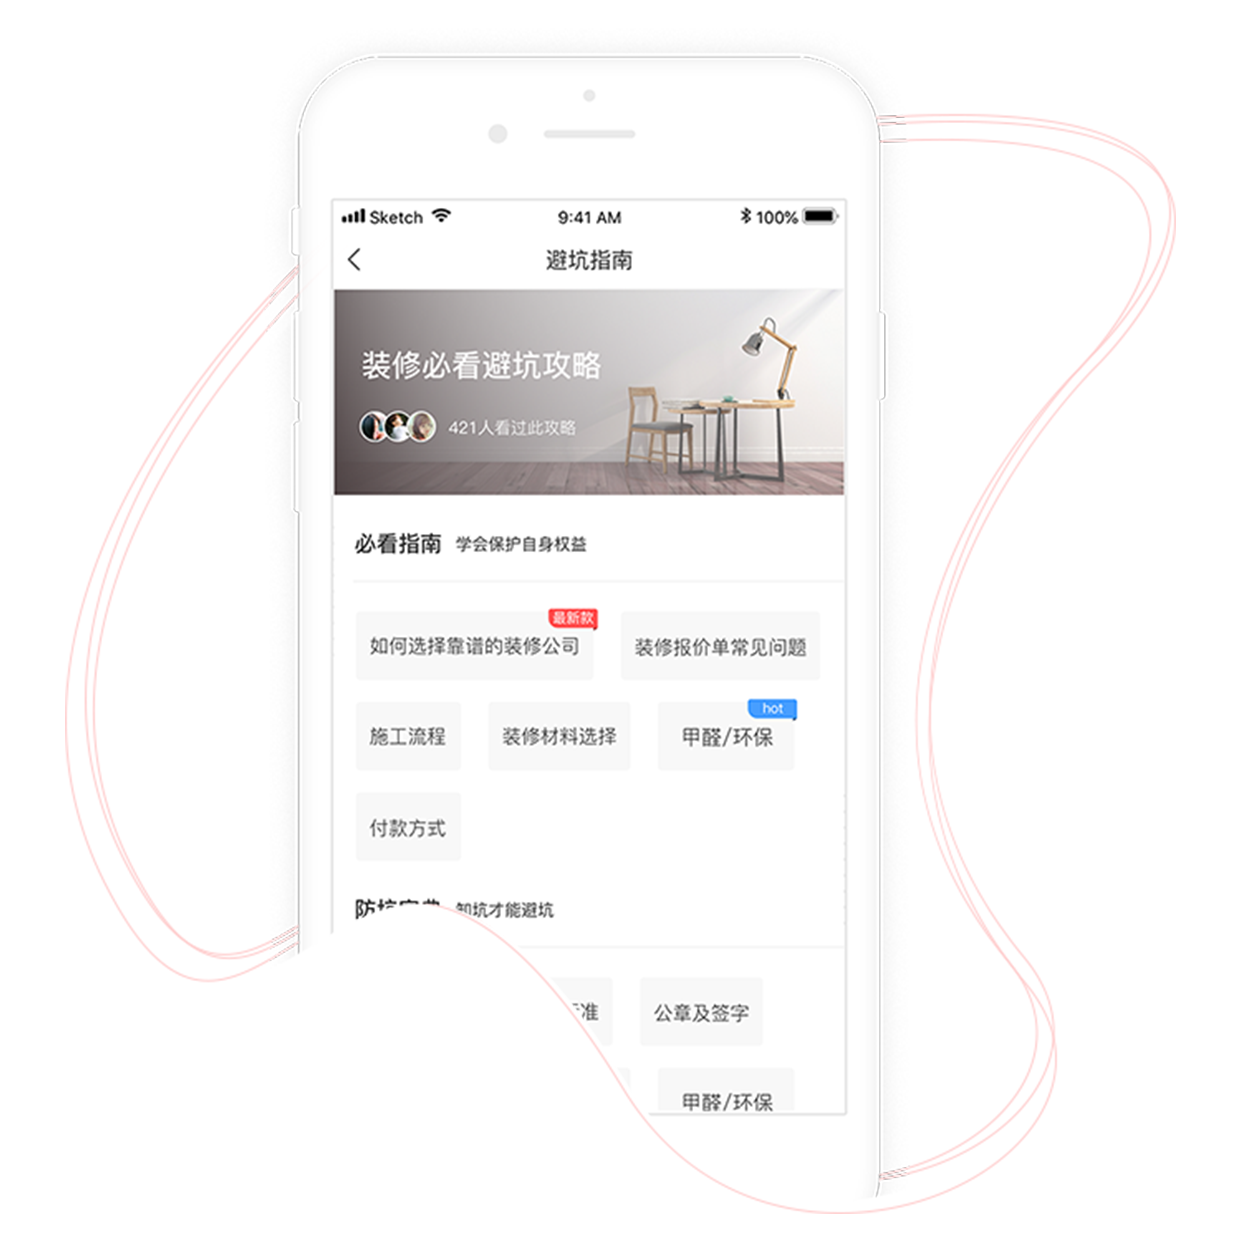 Sketch 9:41 AM 100%
避坑指南
装修必看避坑攻略
421人看过此攻略
必看指南 学会保护自身权益
最新款
如何选择靠谱的装修公司 装修报价单常见问题
hot
施工流程 装修材料选择 甲醛/环保
付款方式
防坑宝典 知坑才能避坑
准 公章及签字
甲醛/环保